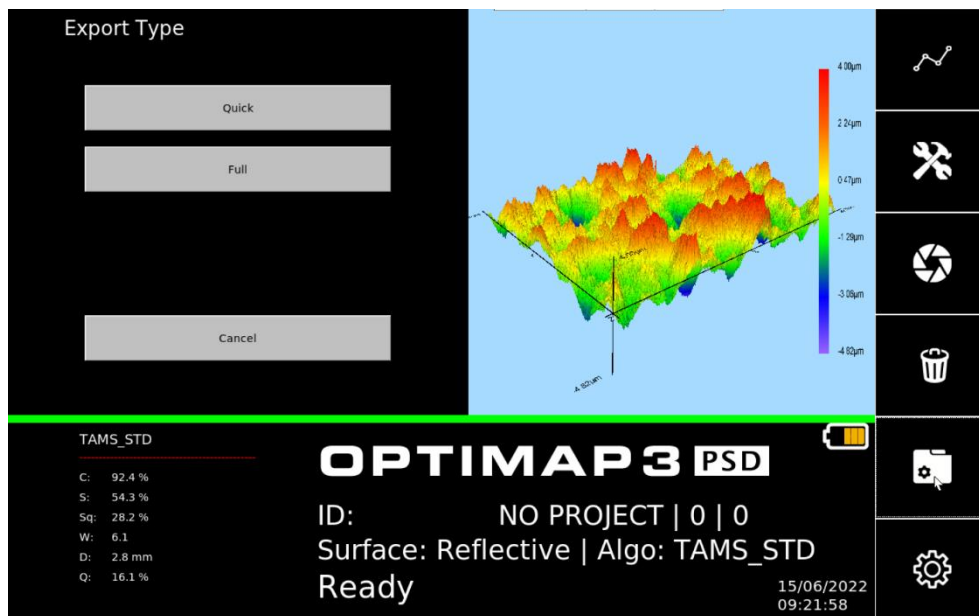 Export Type
Quick
Full
Cancel
4.00µm
2.24µm
0.47µm
-1.29µm
-3.06µm
-4.82µm
-4.82µm
TAMS_STD
C: 92.4 %
S: 54.3 %
Sq: 28.2 %
W: 6.1
D: 2.8 mm
Q: 16.1 %
OPTIMAP3 PSD
ID: NO PROJECT | 0 | 0
Surface: Reflective | Algo: TAMS_STD
Ready
15/06/2022
09:21:58